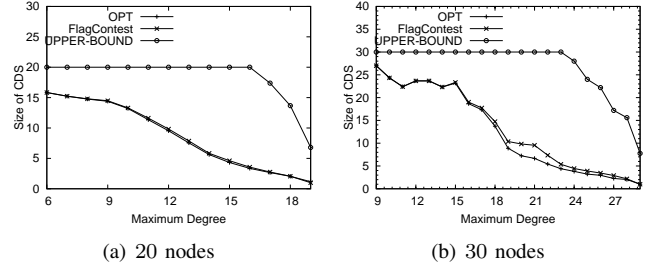 OPT
FlagContest
UPPER-BOUND
Size of CDS
30
25
20
15
10
5
0
6 9 12 15 18
Maximum Degree
(a) 20 nodes
OPT
FlagContest
UPPER-BOUND
Size of CDS
40
35
30
25
20
15
10
5
0
9 12 15 18 21 24 27
Maximum Degree
(b) 30 nodes